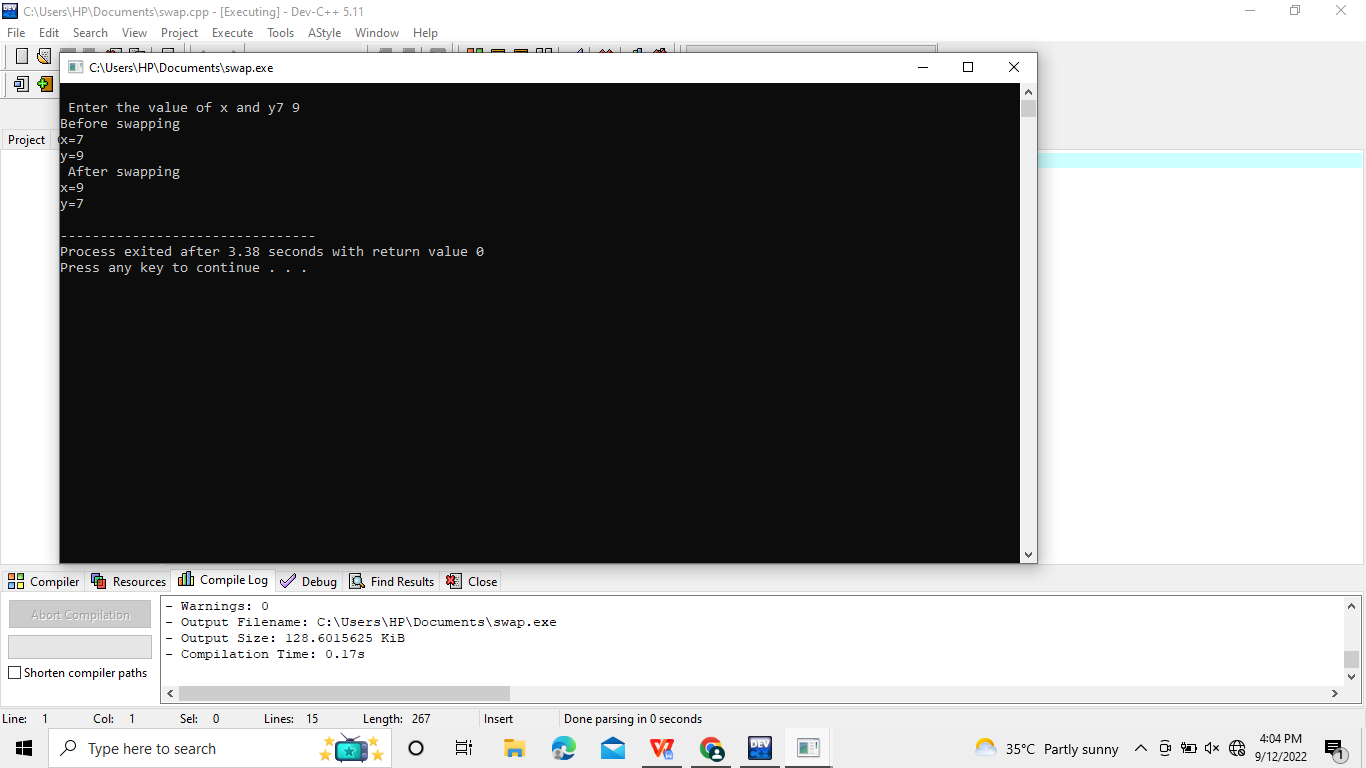 C:\Users\HP\Documents\swap.cpp - [Executing] - Dev-C++ 5.11
File Edit Search View Project Execute Tools AStyle Window Help
C:\Users\HP\Documents\swap.exe
Enter the value of x and y7 9
Before swapping
x=7
y=9
After swapping
x=9
y=7
--------------------------------
Process exited after 3.38 seconds with return value 0
Press any key to continue . . .
Project
Compiler Resources Compile Log Debug Find Results Close
Abort Compilation
Shorten compiler paths
- Warnings: 0
- Output Filename: C:\Users\HP\Documents\swap.exe
- Output Size: 128.6015625 KiB
- Compilation Time: 0.17s
Line: 1 Col: 1 Sel: 0 Lines: 15 Length: 267 Insert Done parsing in 0 seconds
Type here to search
DEV
35°C Partly sunny
4:04 PM
9/12/2022
1